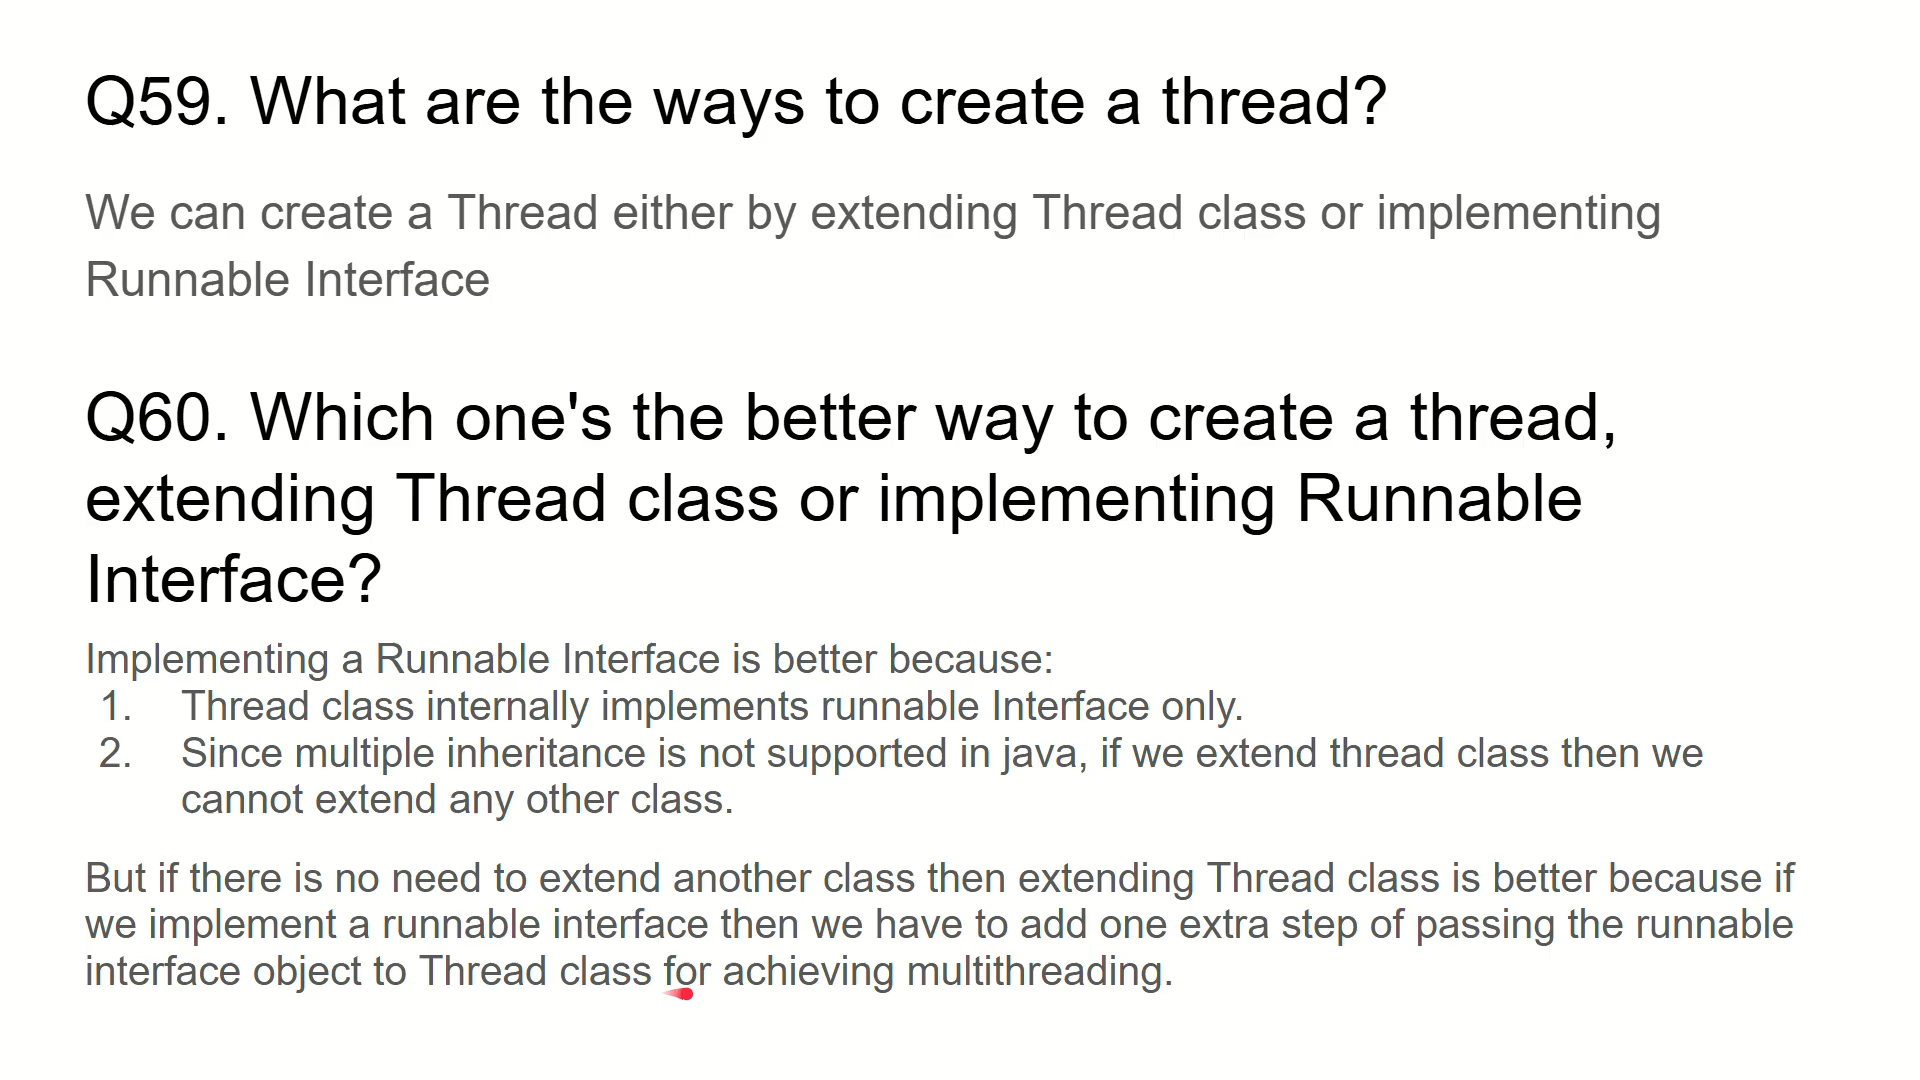 Q59. What are the ways to create a thread?
We can create a Thread either by extending Thread class or implementing
Runnable Interface
Q60. Which one's the better way to create a thread,
extending Thread class or implementing Runnable
Interface?
Implementing a Runnable Interface is better because:
1. Thread class internally implements runnable Interface only.
2. Since multiple inheritance is not supported in java, if we extend thread class then we
cannot extend any other class.
But if there is no need to extend another class then extending Thread class is better because if
we implement a runnable interface then we have to add one extra step of passing the runnable
interface object to Thread class for achieving multithreading.